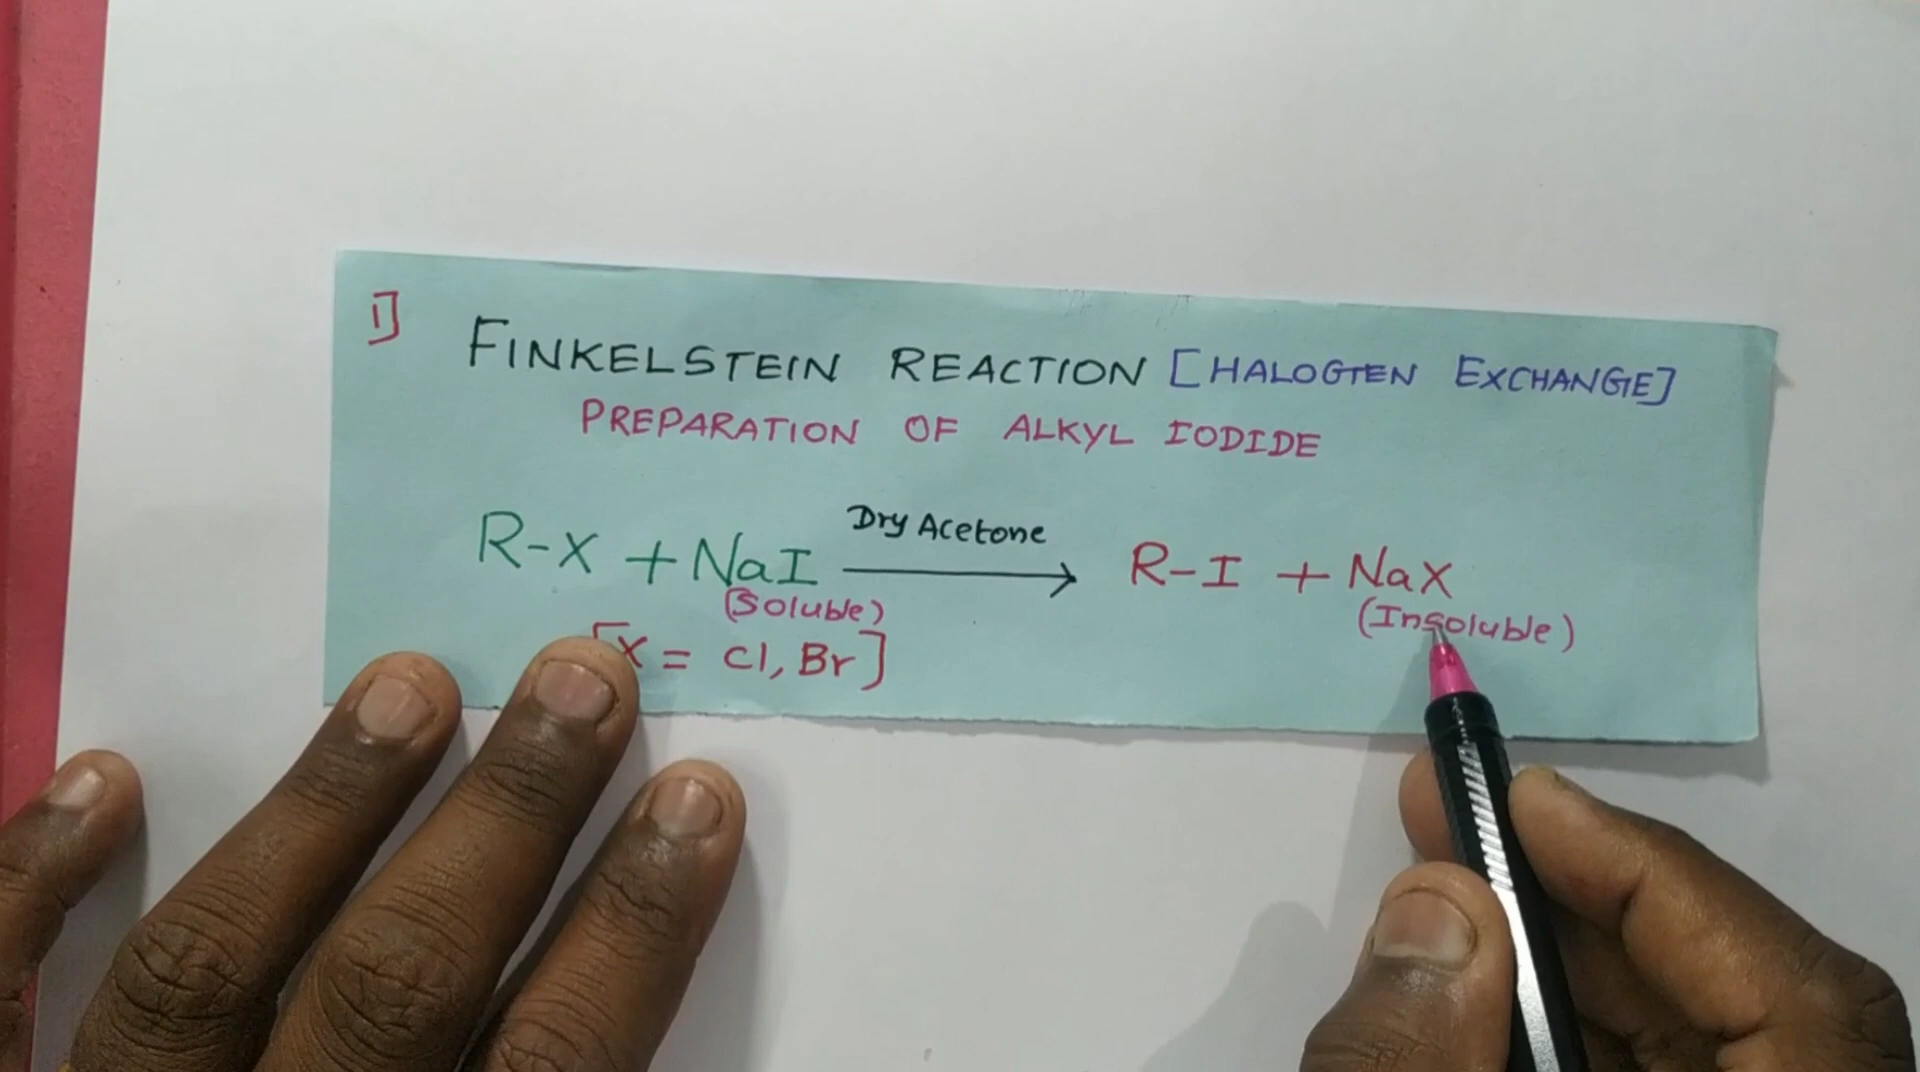 1]
FINKELSTEIN REACTION [HALOGEN EXCHANGE]
PREPARATION OF ALKYL IODIDE
Dry Acetone
R-X + NaI ⟶ R-I + NaX
(Soluble) (Insoluble)
[X = Cl, Br]